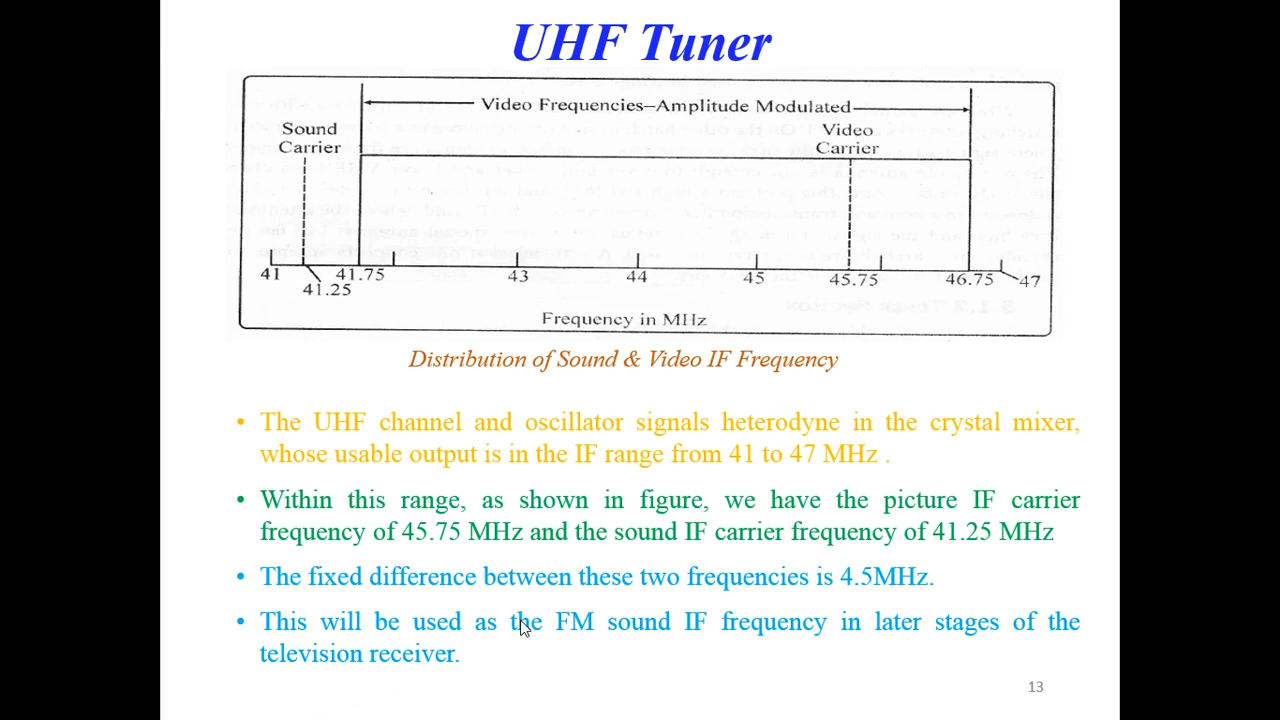 UHF Tuner
Video Frequencies–Amplitude Modulated
Sound
Carrier
Video
Carrier
41 41.75 43 44 45 45.75 46.75 47
41.25
Frequency in MHz
Distribution of Sound & Video IF Frequency
• The UHF channel and oscillator signals heterodyne in the crystal mixer,
whose usable output is in the IF range from 41 to 47 MHz .
• Within this range, as shown in figure, we have the picture IF carrier
frequency of 45.75 MHz and the sound IF carrier frequency of 41.25 MHz
• The fixed difference between these two frequencies is 4.5MHz.
• This will be used as the FM sound IF frequency in later stages of the
television receiver.
13